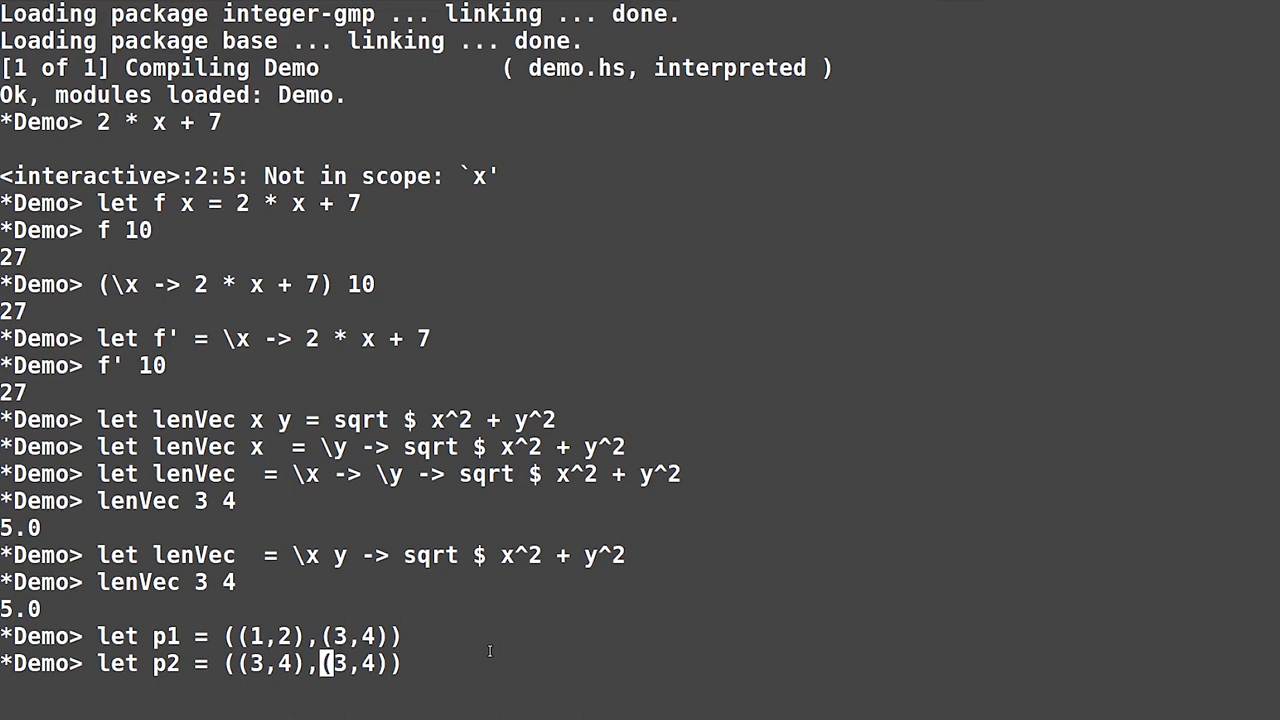 Loading package integer-gmp ... linking ... done.
Loading package base ... linking ... done.
[1 of 1] Compiling Demo             ( demo.hs, interpreted )
Ok, modules loaded: Demo.
*Demo> 2 * x + 7
<interactive>:2:5: Not in scope: `x'
*Demo> let f x = 2 * x + 7
*Demo> f 10
27
*Demo> (\x -> 2 * x + 7) 10
27
*Demo> let f' = \x -> 2 * x + 7
*Demo> f' 10
27
*Demo> let lenVec x y = sqrt $ x^2 + y^2
*Demo> let lenVec x  = \y -> sqrt $ x^2 + y^2
*Demo> let lenVec  = \x -> \y -> sqrt $ x^2 + y^2
*Demo> lenVec 3 4
5.0
*Demo> let lenVec  = \x y -> sqrt $ x^2 + y^2
*Demo> lenVec 3 4
5.0
*Demo> let p1 = ((1,2),(3,4))
*Demo> let p2 = ((3,4),(3,4))